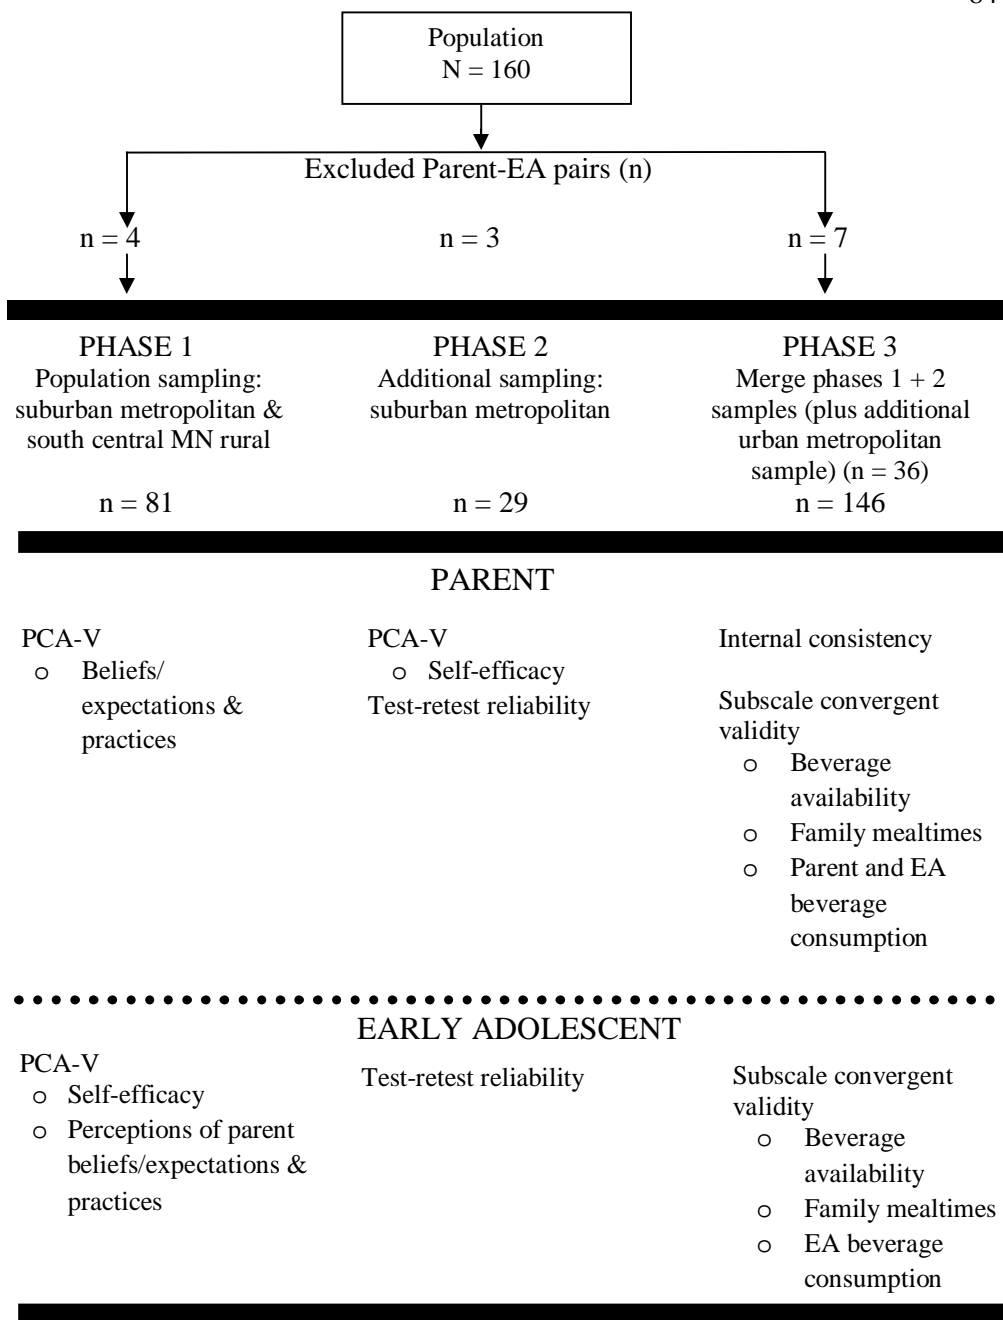 Population
N = 160
Excluded Parent-EA pairs (n)
n = 4
n = 3
n = 7
PHASE 1
Population sampling:
suburban metropolitan &
south central MN rural
n = 81
PHASE 2
Additional sampling:
suburban metropolitan
n = 29
PHASE 3
Merge phases 1 + 2
samples (plus additional
urban metropolitan
sample) (n = 36)
n = 146
PARENT
PCA-V
o Beliefs/
expectations &
practices
PCA-V
o Self-efficacy
Test-retest reliability
Internal consistency
Subscale convergent
validity
o Beverage
availability
o Family mealtimes
o Parent and EA
beverage
consumption
EARLY ADOLESCENT
PCA-V
o Self-efficacy
o Perceptions of parent
beliefs/expectations &
practices
Test-retest reliability
Subscale convergent
validity
o Beverage
availability
o Family mealtimes
o EA beverage
consumption